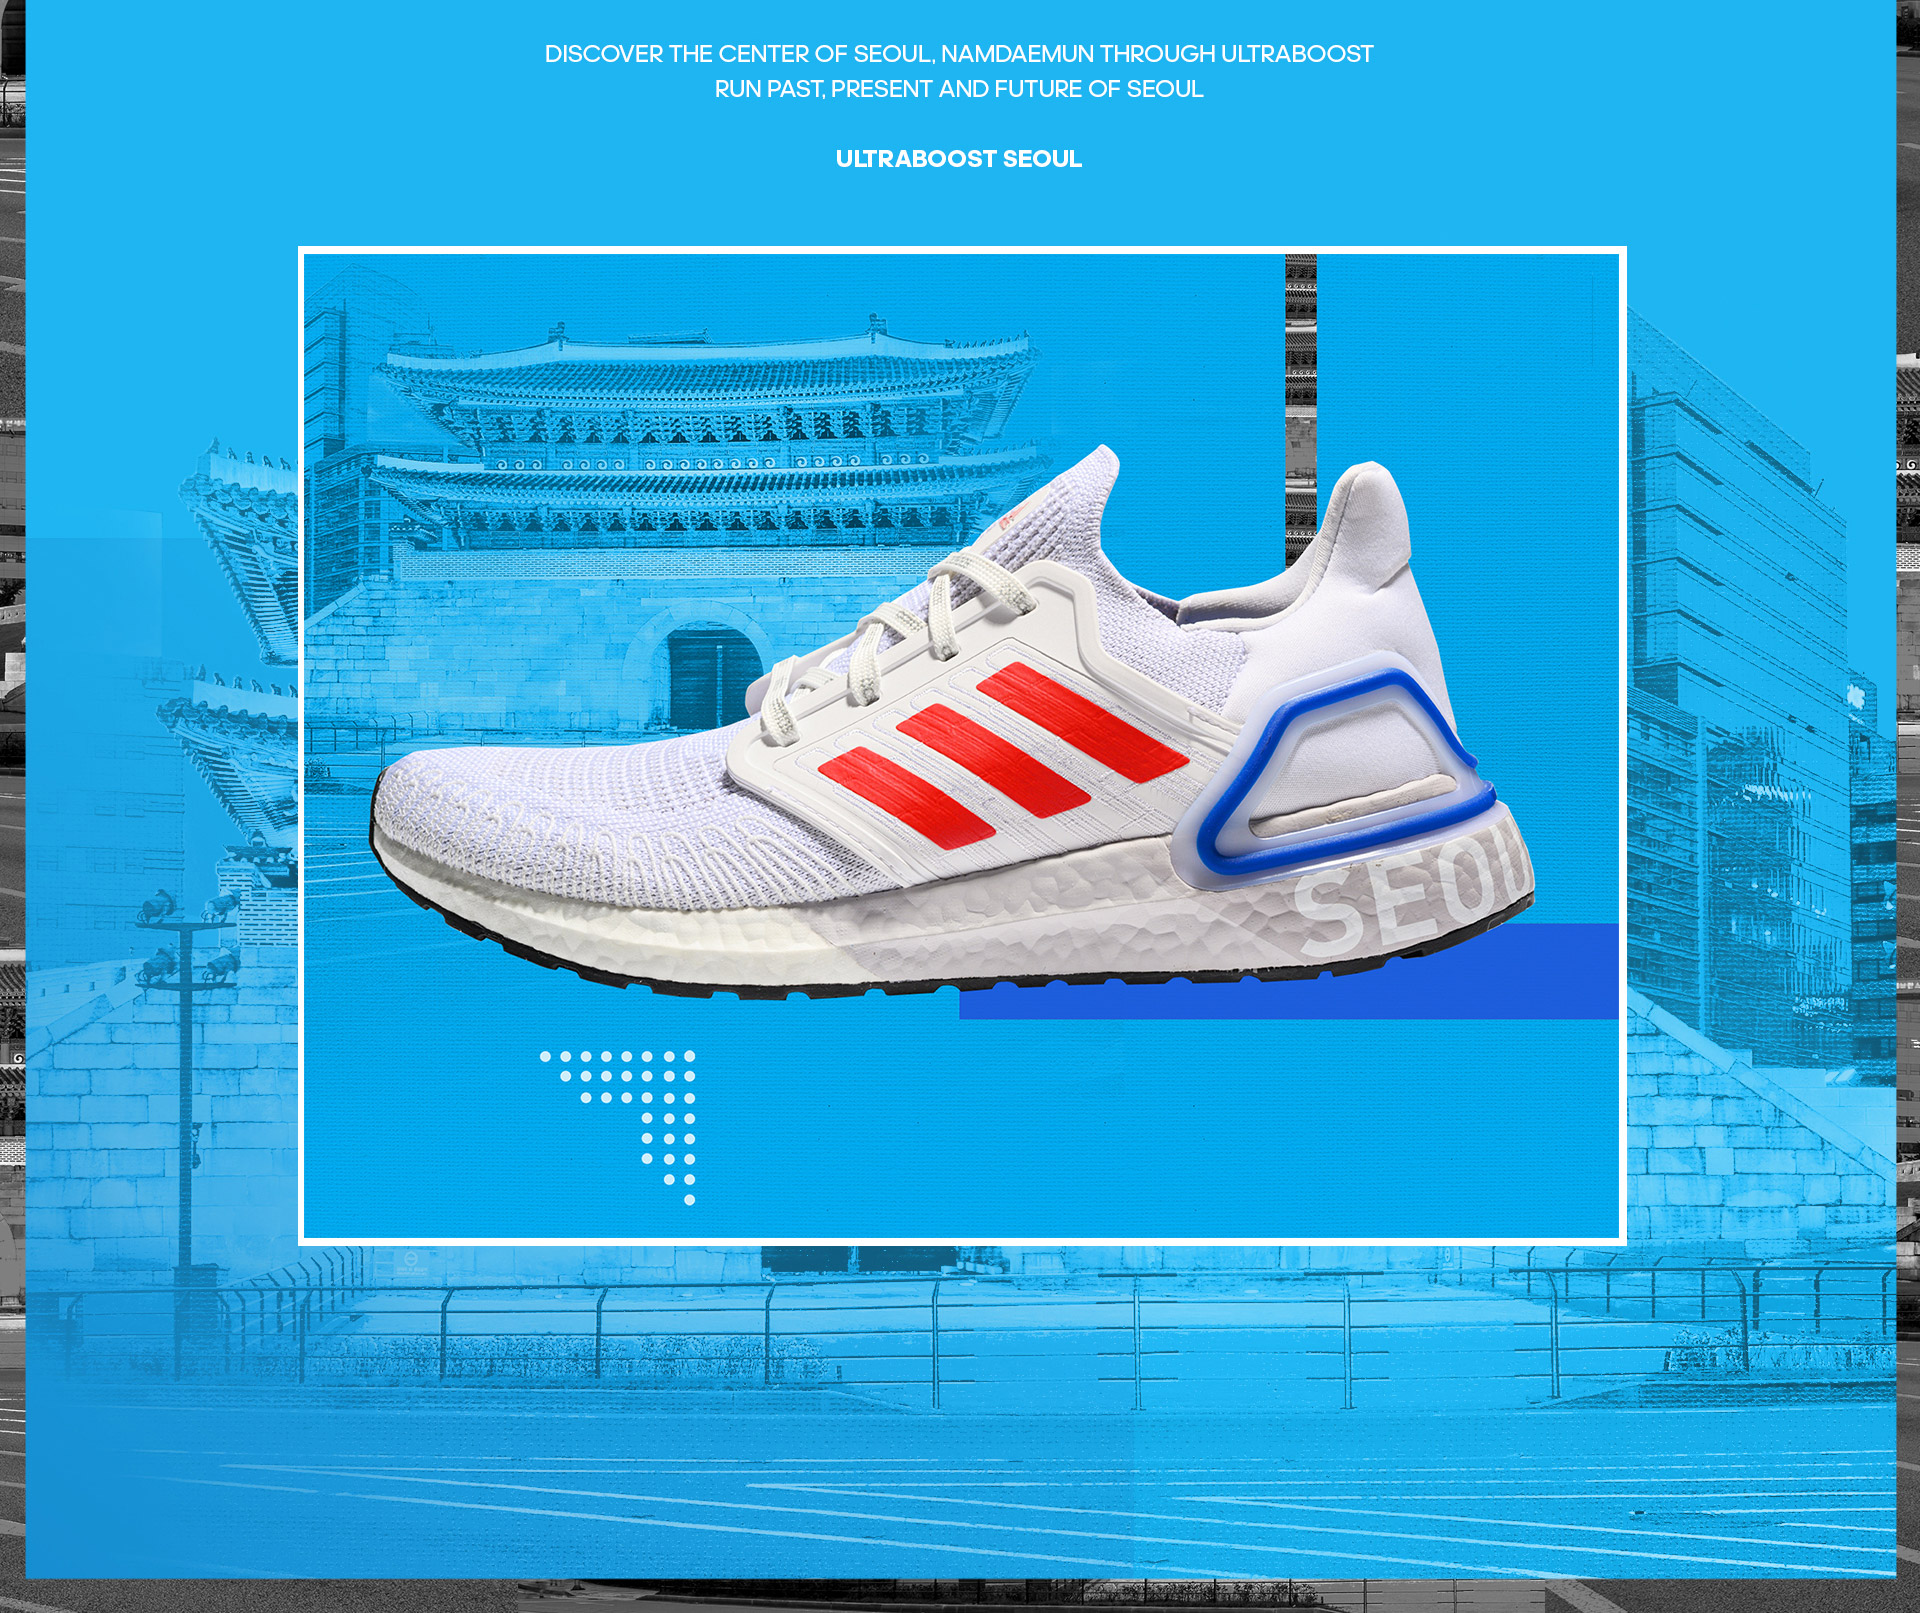 DISCOVER THE CENTER OF SEOUL, NAMDAEMUN THROUGH ULTRABOOST
RUN PAST, PRESENT AND FUTURE OF SEOUL
ULTRABOOST SEOUL
SEOU